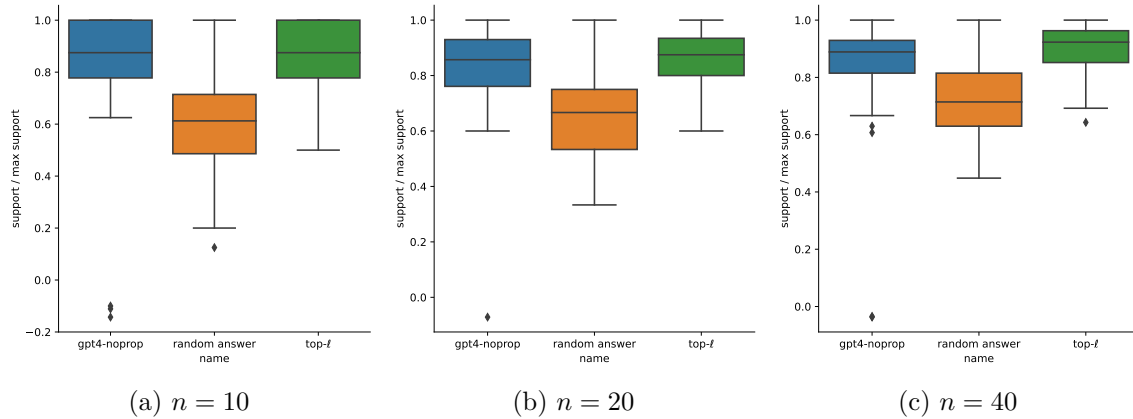 support / max support
1.0
0.8
0.6
0.4
0.2
0.0
−0.2
gpt4-noprop random answer top-ℓ
name
(a) n = 10
support / max support
1.0
0.8
0.6
0.4
0.2
0.0
gpt4-noprop random answer top-ℓ
name
(b) n = 20
support / max support
1.0
0.8
0.6
0.4
0.2
0.0
gpt4-noprop random answer top-ℓ
name
(c) n = 40